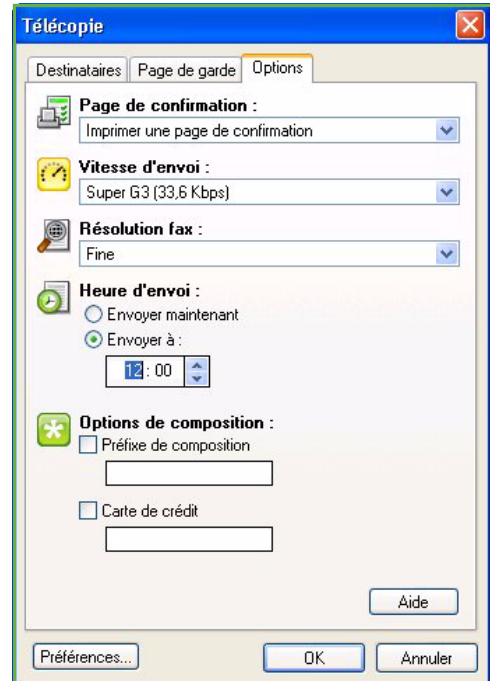 Télécopie
Destinataires Page de garde Options
Page de confirmation :
Imprimer une page de confirmation
Vitesse d'envoi :
Super G3 (33,6 Kbps)
Résolution fax :
Fine
Heure d'envoi :
Envoyer maintenant
Envoyer à :
12 : 00
Options de composition :
Préfixe de composition
Carte de crédit
Aide
Préférences... OK Annuler